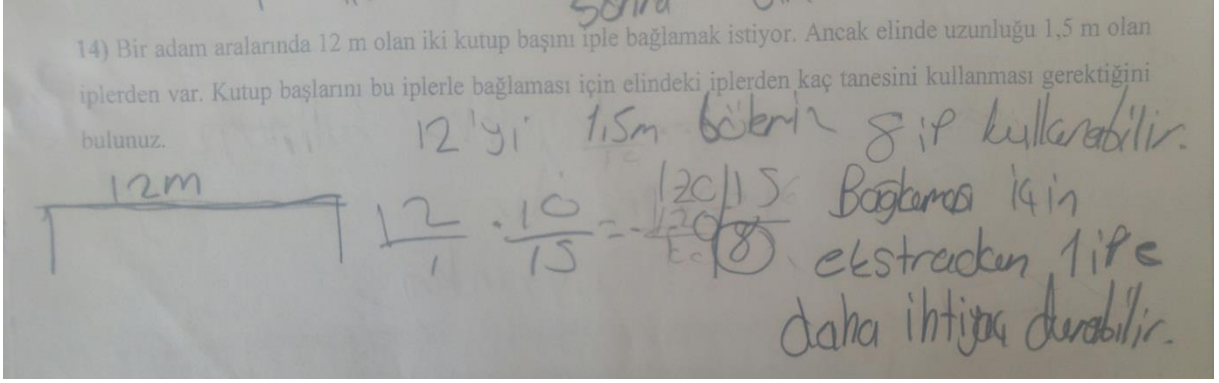 sonra
14) Bir adam aralarında 12 m olan iki kutup başını iple bağlamak istiyor. Ancak elinde uzunluğu 1,5 m olan
iplerden var. Kutup başlarını bu iplerle bağlaması için elindeki iplerden kaç tanesini kullanması gerektiğini
bulunuz.
12'yi 1,5m böleriz 8 ip kullanabilir.
12m
12/1 . 10/15 = 120 | 15
120
8
Bağlaması için
ekstradan 1 ipe
daha ihtiyaç duyabilir.